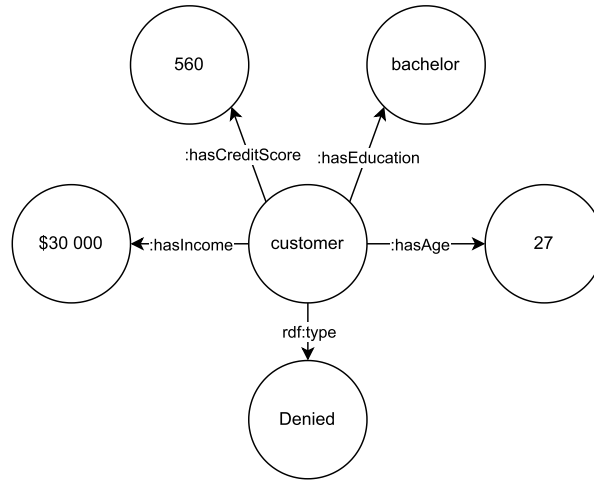 560
bachelor
:hasCreditScore
:hasEducation
$30 000
:hasIncome
customer
:hasAge
27
rdf:type
Denied